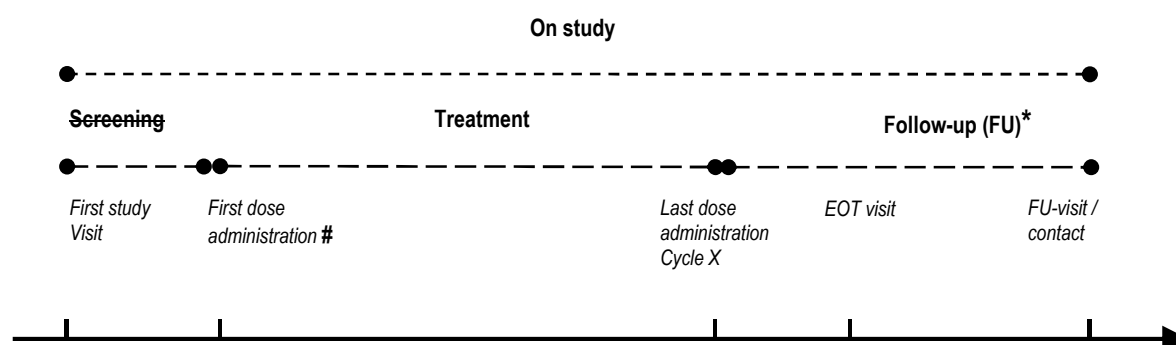 On study
Screening Treatment Follow-up (FU)*
First study
Visit
First dose
administration #
Last dose
administration
Cycle X
EOT visit
FU-visit /
contact